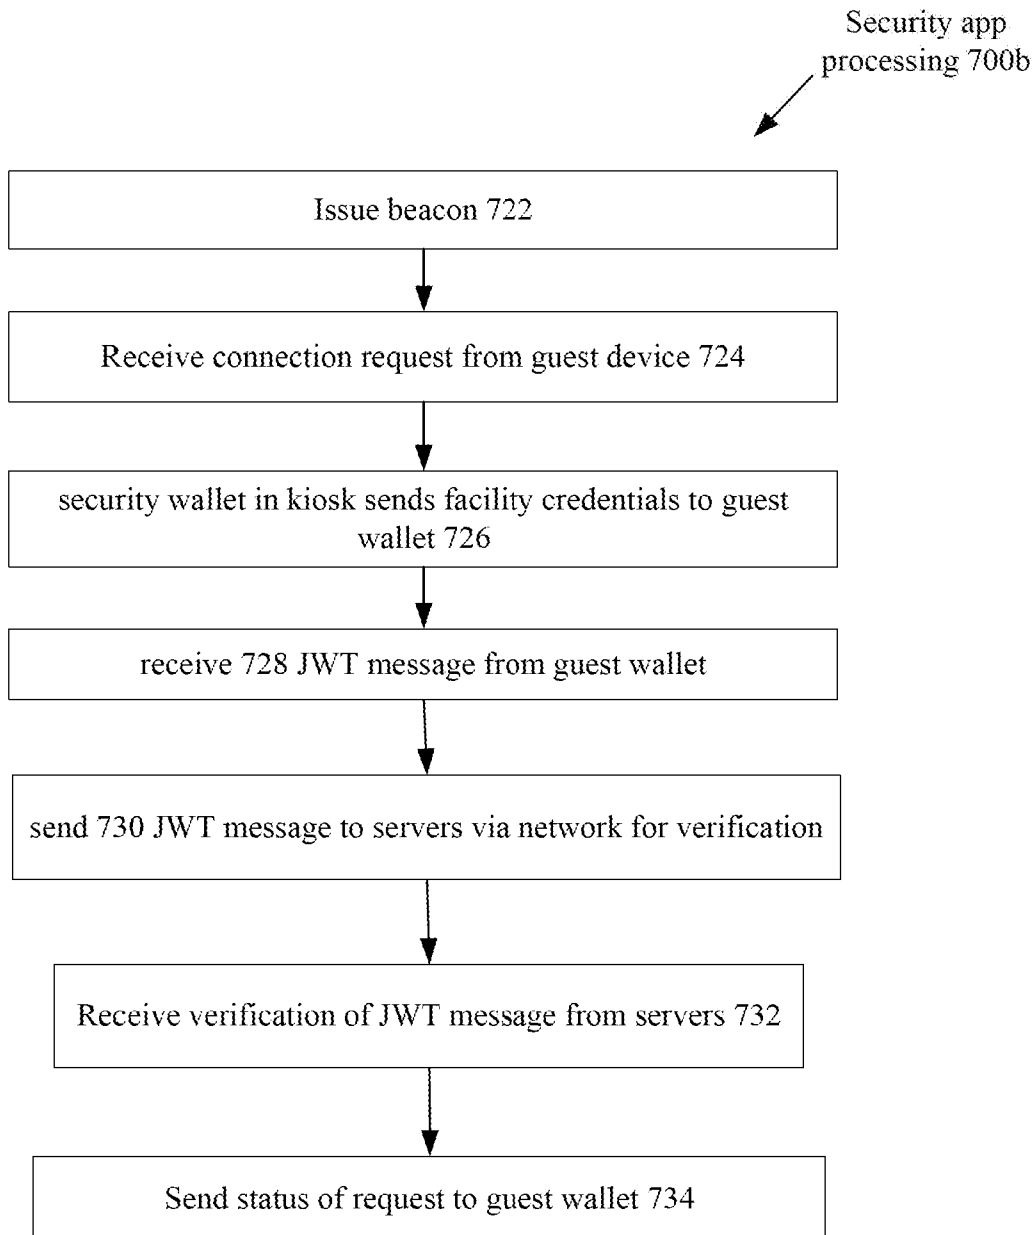 Security app
processing 700b
Issue beacon 722
Receive connection request from guest device 724
security wallet in kiosk sends facility credentials to guest
wallet 726
receive 728 JWT message from guest wallet
send 730 JWT message to servers via network for verification
Receive verification of JWT message from servers 732
Send status of request to guest wallet 734